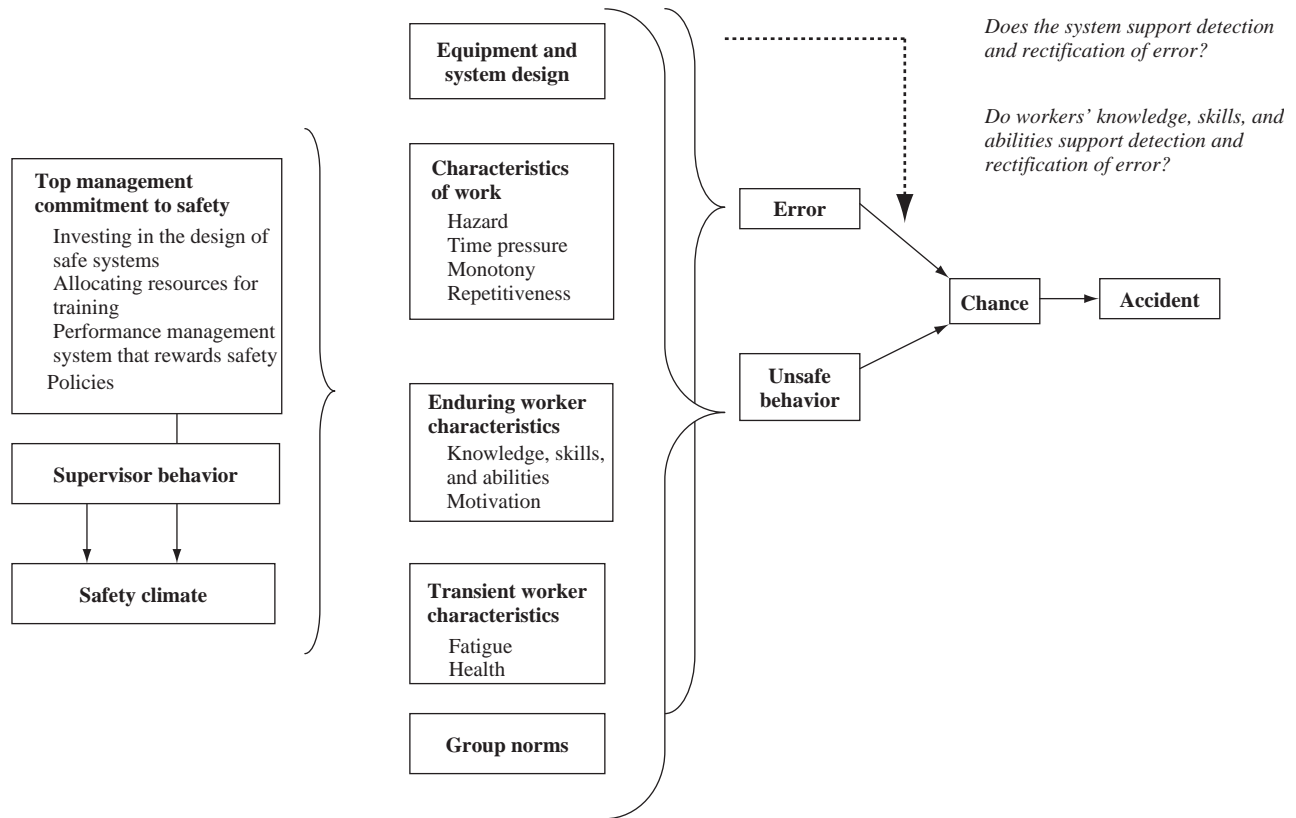 Top management
commitment to safety
Investing in the design of
safe systems
Allocating resources for
training
Performance management
system that rewards safety
Policies
Supervisor behavior
Safety climate
Equipment and
system design
Characteristics
of work
Hazard
Time pressure
Monotony
Repetitiveness
Enduring worker
characteristics
Knowledge, skills,
and abilities
Motivation
Transient worker
characteristics
Fatigue
Health
Group norms
Error
Unsafe
behavior
Chance
Accident
Does the system support detection
and rectification of error?
Do workers’ knowledge, skills, and
abilities support detection and
rectification of error?